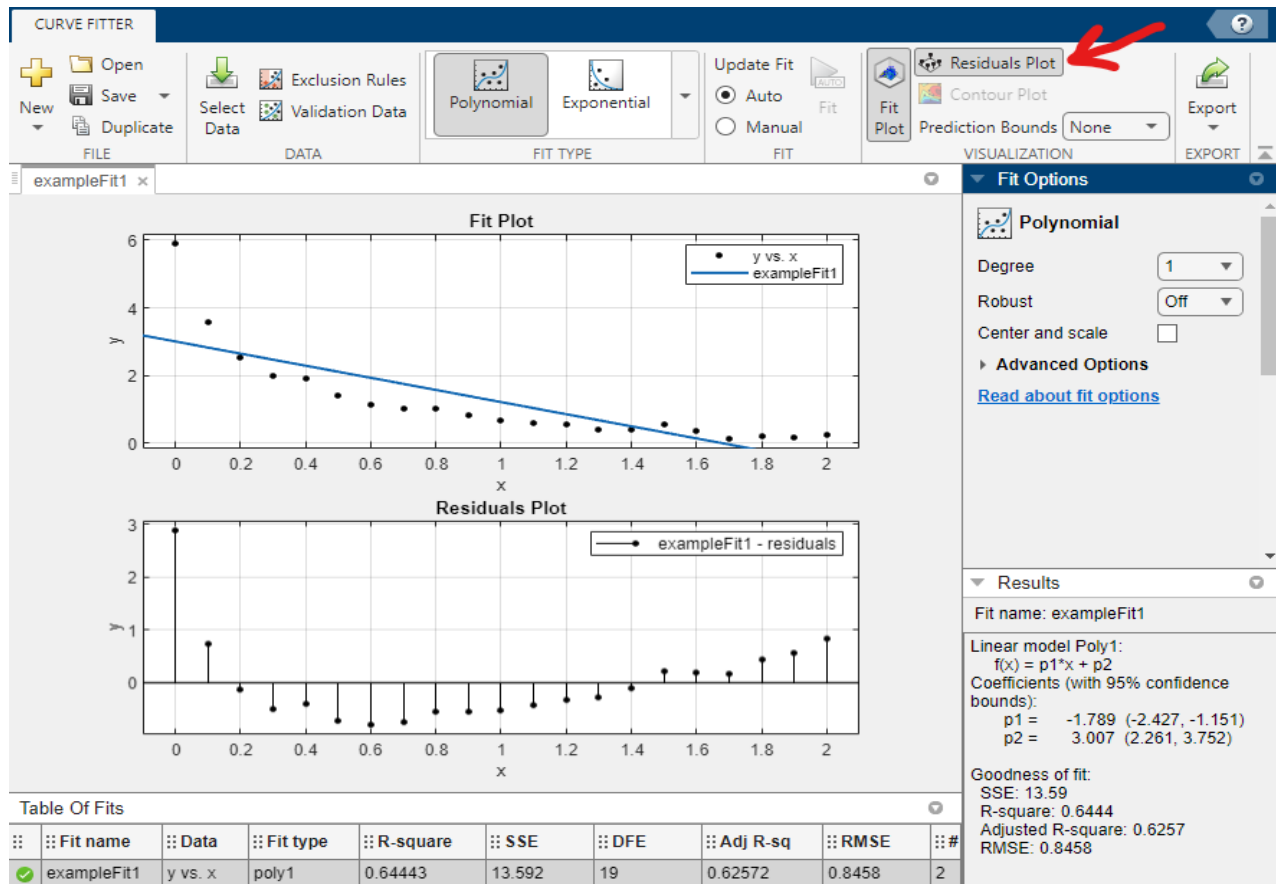 CURVE FITTER
?
New
Open
Save
Duplicate
FILE
Select Data
Exclusion Rules
Validation Data
DATA
Polynomial
Exponential
FIT TYPE
Update Fit
Auto
Manual
AUTO
Fit
FIT
Fit Plot
Residuals Plot
Contour Plot
Prediction Bounds None
VISUALIZATION
Export
EXPORT
exampleFit1 ×
Fit Plot
y vs. x
exampleFit1
6
4
2
0
y
0 0.2 0.4 0.6 0.8 1 1.2 1.4 1.6 1.8 2
x
Residuals Plot
exampleFit1 - residuals
3
2
1
0
y
0 0.2 0.4 0.6 0.8 1 1.2 1.4 1.6 1.8 2
x
Table Of Fits
Fit name Data Fit type R-square SSE DFE Adj R-sq RMSE #
exampleFit1 y vs. x poly1 0.64443 13.592 19 0.62572 0.8458 2
Fit Options
Polynomial
Degree 1
Robust Off
Center and scale
Advanced Options
Read about fit options
Results
Fit name: exampleFit1
Linear model Poly1:
f(x) = p1*x + p2
Coefficients (with 95% confidence
bounds):
p1 = -1.789 (-2.427, -1.151)
p2 = 3.007 (2.261, 3.752)
Goodness of fit:
SSE: 13.59
R-square: 0.6444
Adjusted R-square: 0.6257
RMSE: 0.8458